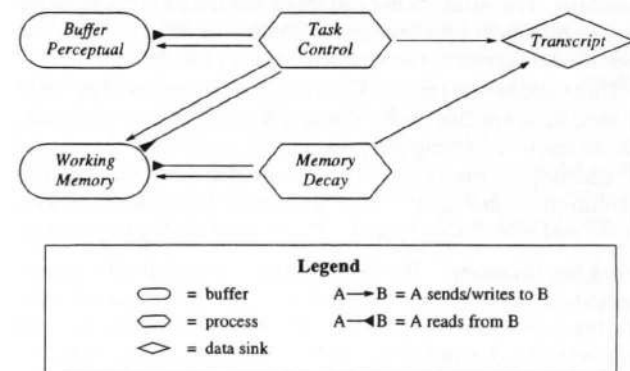 Buffer
Perceptual
Task
Control
Transcript
Working
Memory
Memory
Decay
Legend
= buffer
A B = A sends/writes to B
= process
A B = A reads from B
= data sink